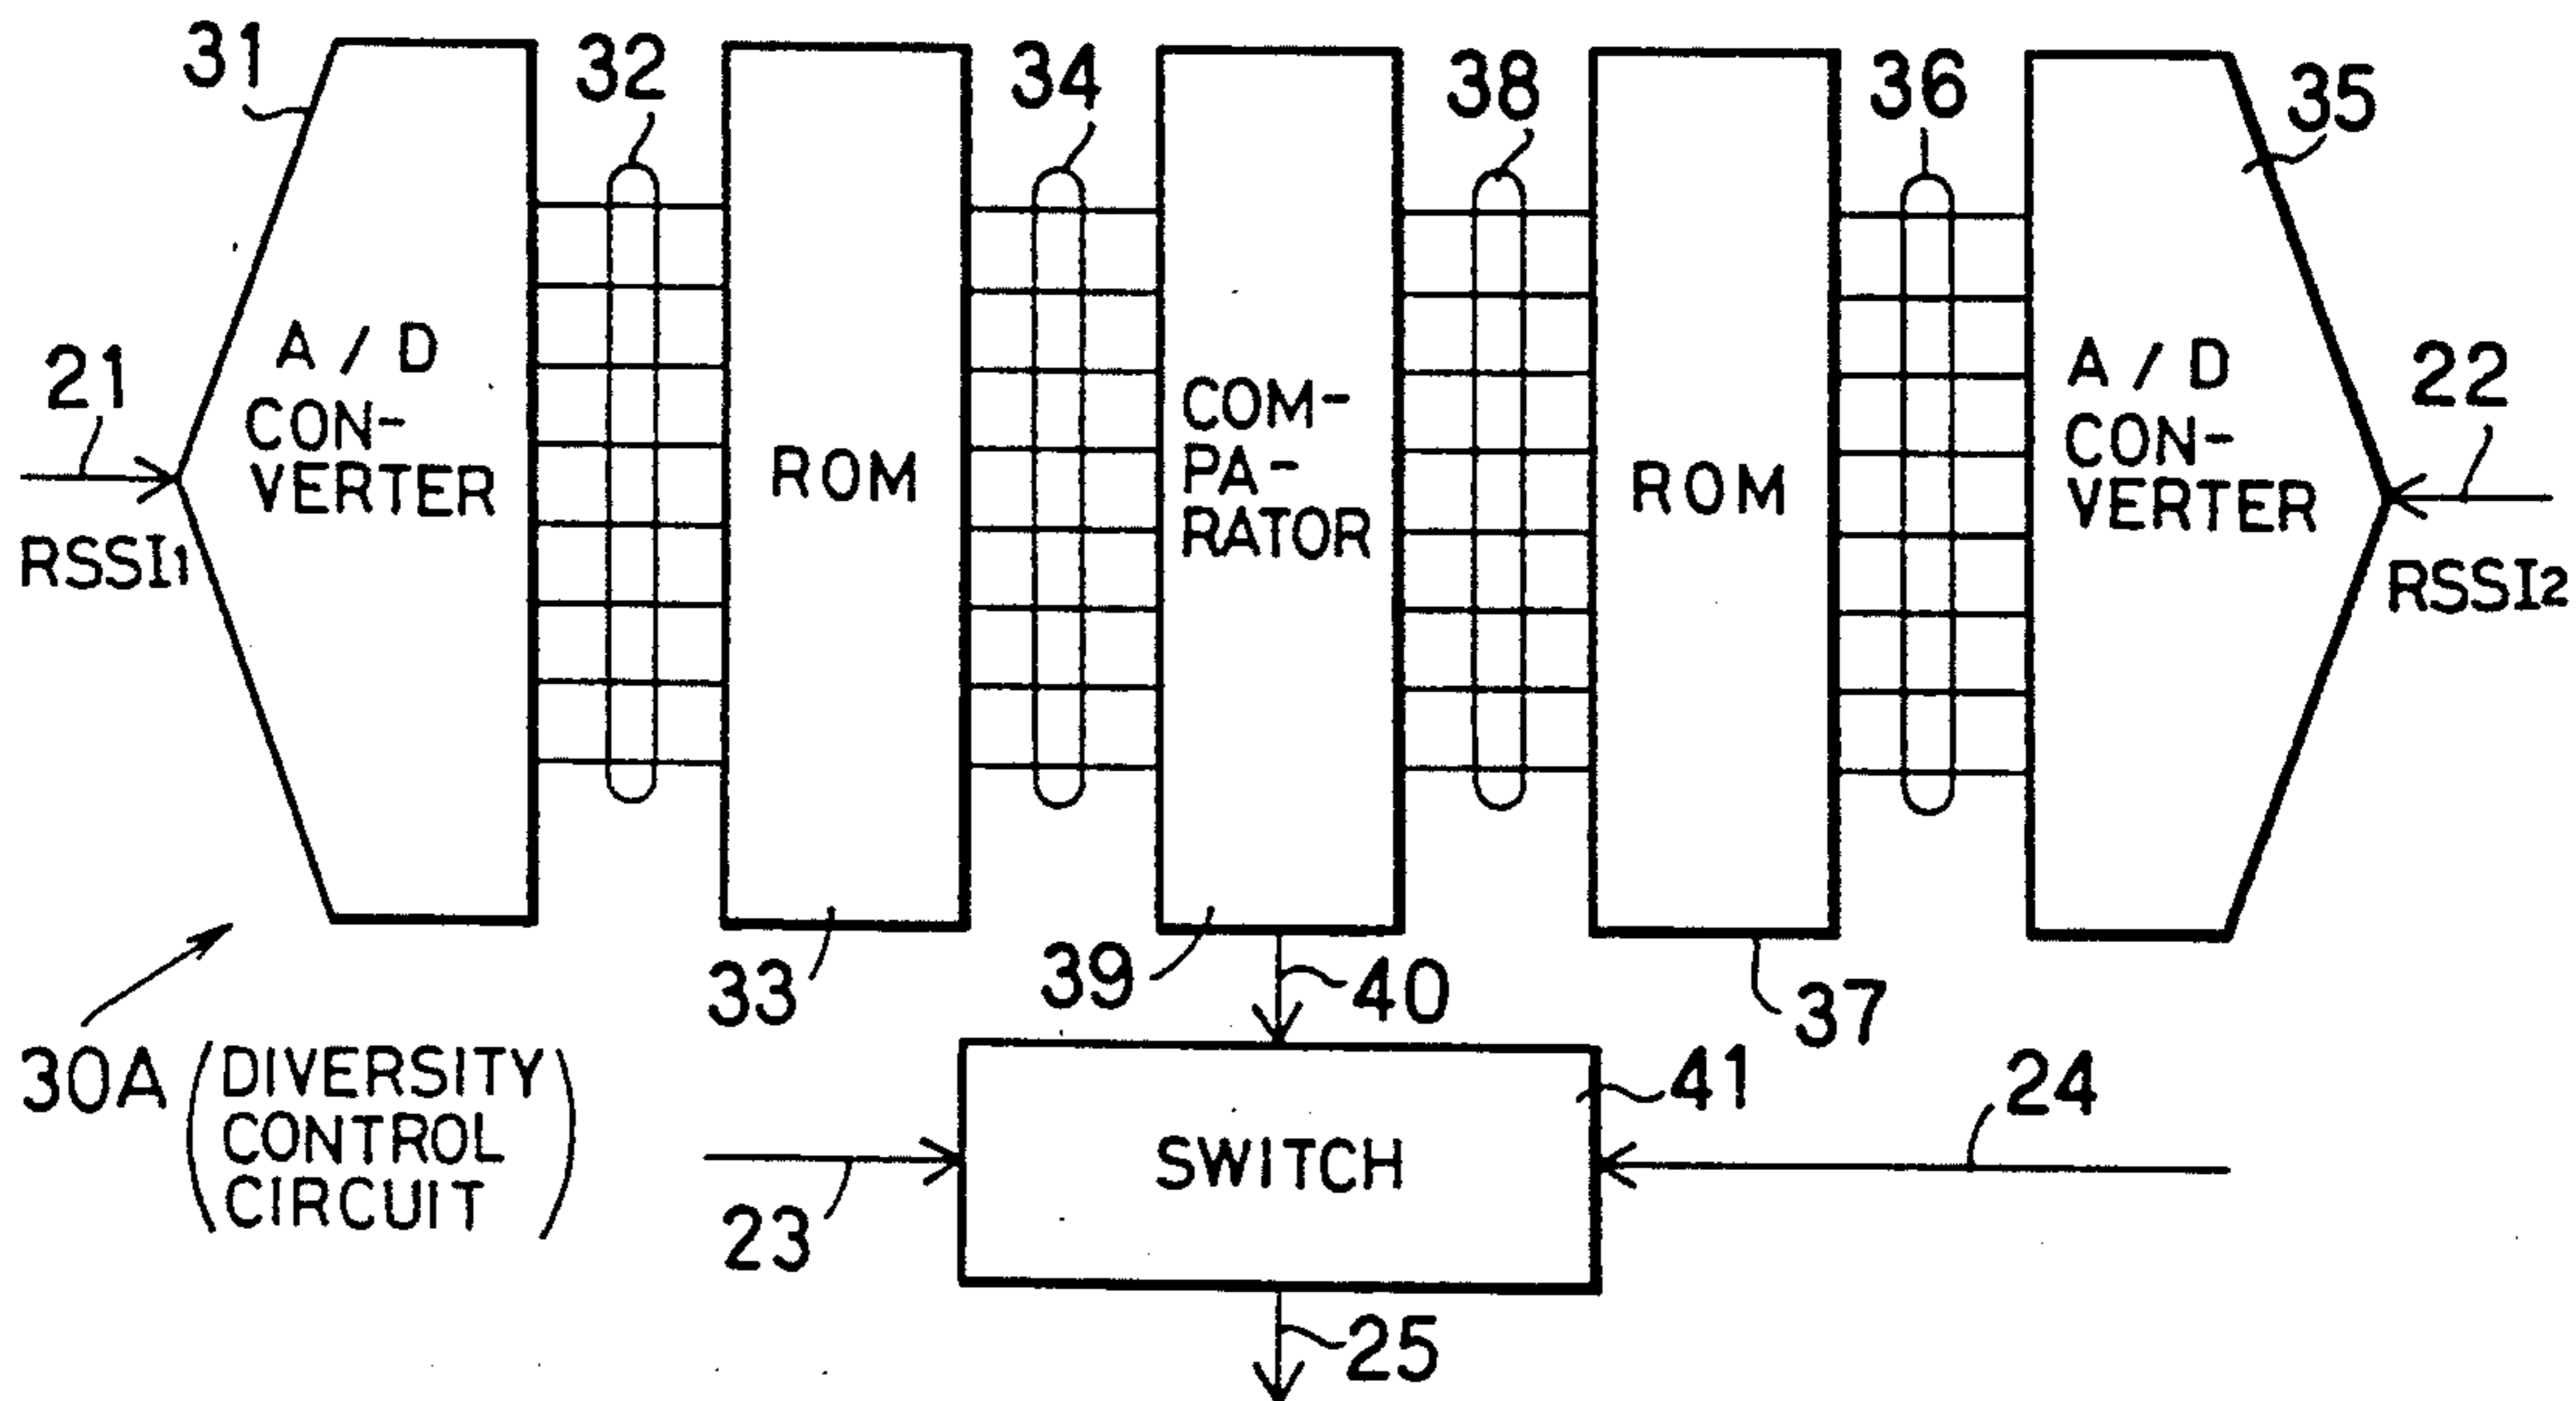 31
32
34
38
36
35
A / D
CON-
VERTER
ROM
COM-
PA-
RATOR
ROM
A / D
CON-
VERTER
21
RSSI1
22
RSSI2
33
39
40
37
30A (DIVERSITY
CONTROL
CIRCUIT)
41
24
SWITCH
23
25